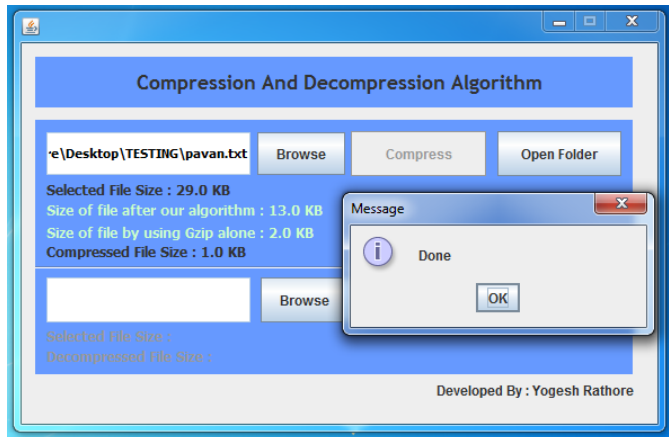 Compression And Decompression Algorithm
e\Desktop\TESTING\pavan.txt Browse Compress Open Folder
Selected File Size : 29.0 KB
Size of file after our algorithm : 13.0 KB
Size of file by using Gzip alone : 2.0 KB
Compressed File Size : 1.0 KB
Message
Done
OK
Browse
Selected File Size :
Decompressed File Size :
Developed By : Yogesh Rathore